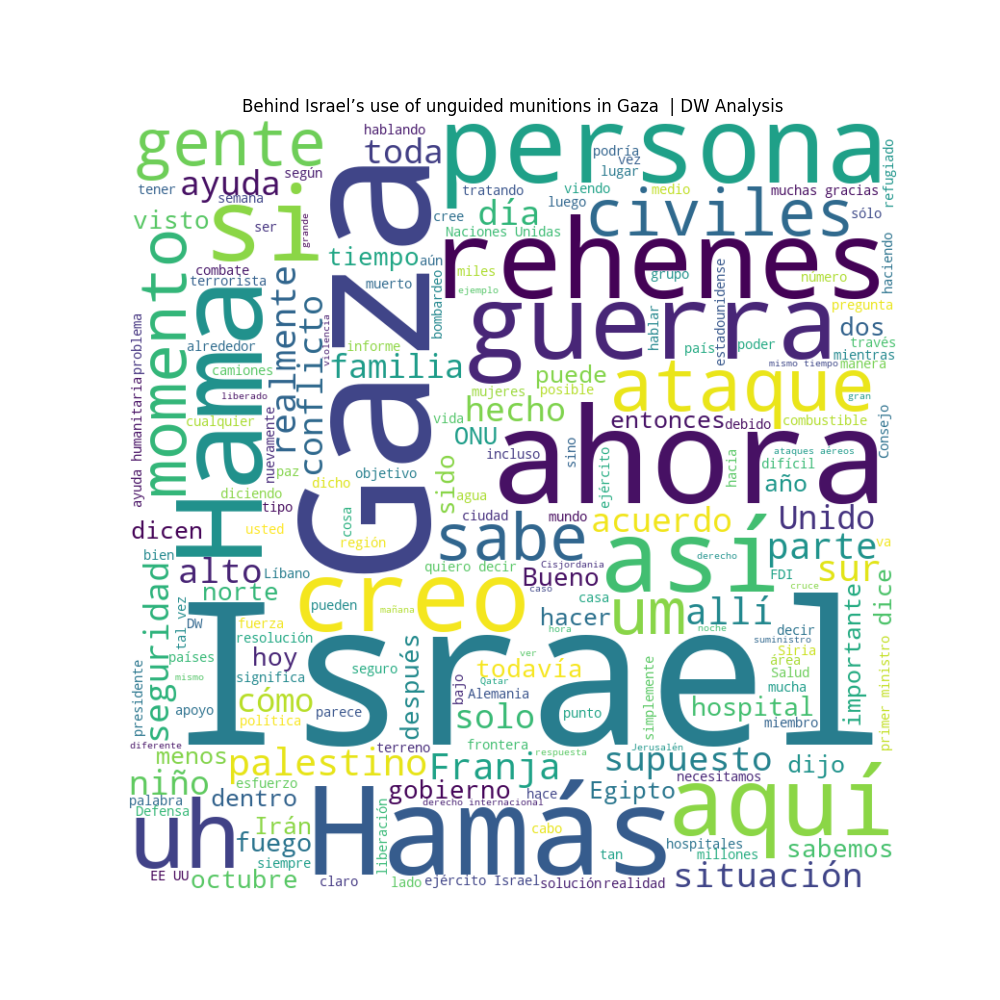 Behind Israel’s use of unguided munitions in Gaza | DW Analysis
gente
hablando
toda
persona
podría
vez
lugar
refugiado
tener
ayuda
según
semana
tratando
viendo
luego
medio
muchas gracias
visto
si
ser
grande
Gaza
cree
día
civiles
sólo
Naciones Unidas
momento
combate
terrorista
tiempo
aún
muerto
bombardeo
rehenes
miles
ejemplo
grupo
número
haciendo
Hama
realmente
conflicto
violencia
informe
familia
guerra
hablar
estadounidense
pregunta
dos
través
mientras
país
poder
mismo tiempo
manera
alrededor
camiones
liberado
cualquier
nuevamente
ayuda humanitaria
problema
mujeres
puede
posible
ataque
gran
vida
hecho
entonces
debido
combustible
Consejo
ONU
incluso
sino
ahora
ejército
hacia
ataques aéreos
difícil
año
paz
dicho
objetivo
diciendo
tipo
sido
agua
cosa
región
usted
dicen
ciudad
mundo
acuerdo
Unido
bien
sabe
así
parte
va
sur
derecho
FDI
cruce
alto
Líbano
quiero decir
Cisjordania
Bueno
caso
casa
norte
creo
pueden
mañana
hora
hacer
um
allí
noche
decir
suministro
importante
dice
seguridad
tal vez
DW
fuerza
resolución
países
mismo
hoy
significa
seguro
después
Israel
ver
Qatar
todavía
bajo
Alemania
simplemente
Siria
área
Salud
mucha
primer ministro
presidente
apoyo
cómo
política
parece
solo
punto
hospital
miembro
diferente
menos
terreno
frontera
respuesta
Jerusalén
palestino
Franja
supuesto
dijo
necesitamos
niño
esfuerzo
gobierno
derecho internacional
hace
Egipto
aquí
palabra
Defensa
dentro
Irán
liberación
Hamás
cabo
uh
fuego
siempre
tan
hospitales
millones
sabemos
EE UU
octubre
claro
lado
ejército Israel
solución
realidad
situación